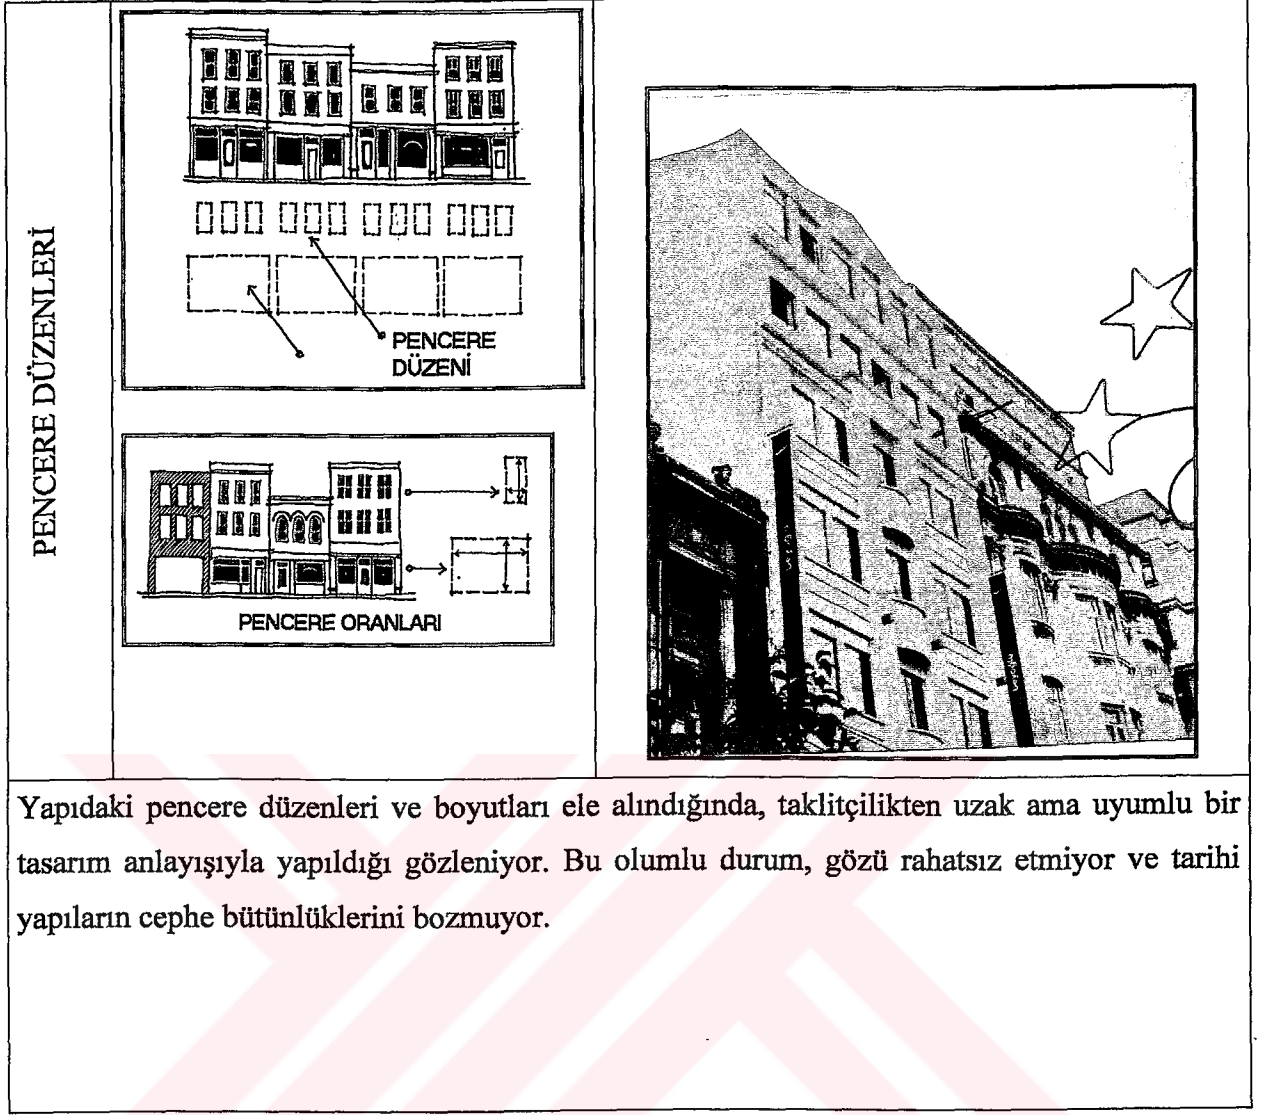 PENCERE DÜZENLERİ
PENCERE
DÜZENİ
PENCERE ORANLARI
Yapıdaki pencere düzenleri ve boyutları ele alındığında, taklitçilikten uzak ama uyumlu bir
tasarım anlayışıyla yapıldığı gözleniyor. Bu olumlu durum, gözü rahatsız etmiyor ve tarihi
yapıların cephe bütünlüklerini bozmuyor.